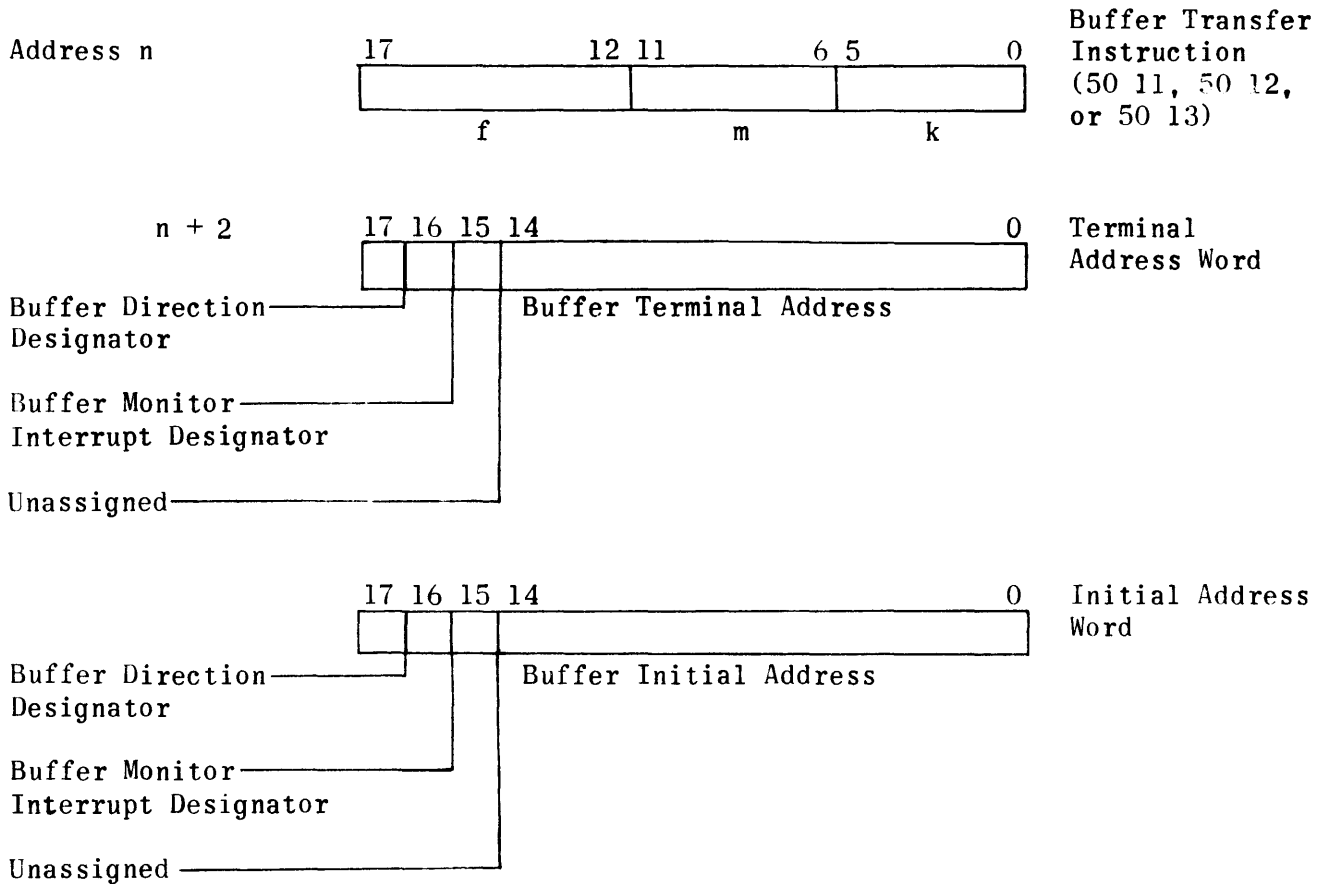 Address n 17 12 11 6 5 0 Buffer Transfer
Instruction
(50 11, 50 12,
or 50 13)
f m k
n + 2 17 16 15 14 0 Terminal
Address Word
Buffer Direction
Designator
Buffer Terminal Address
Buffer Monitor
Interrupt Designator
Unassigned
17 16 15 14 0 Initial Address
Word
Buffer Direction
Designator
Buffer Initial Address
Buffer Monitor
Interrupt Designator
Unassigned